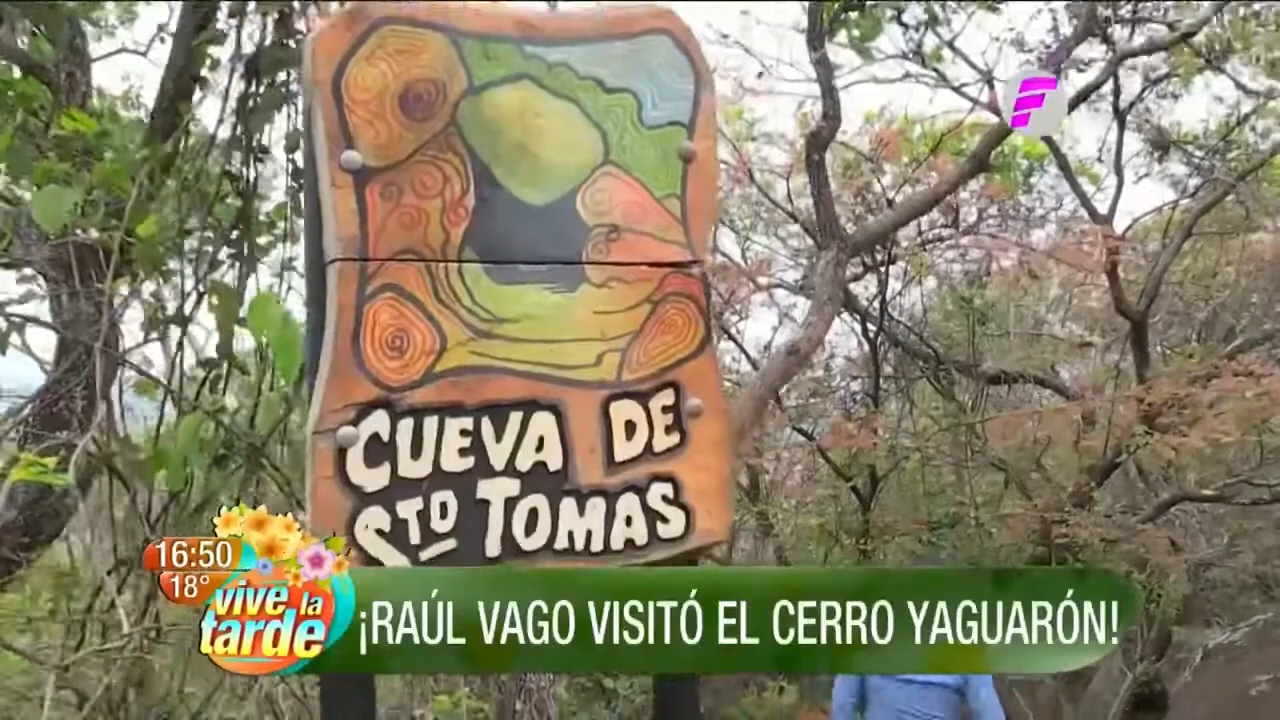 CUEVA DE
STO TOMAS
16:50
18°
vive la
tarde
¡RAÚL VAGO VISITÓ EL CERRO YAGUARÓN!